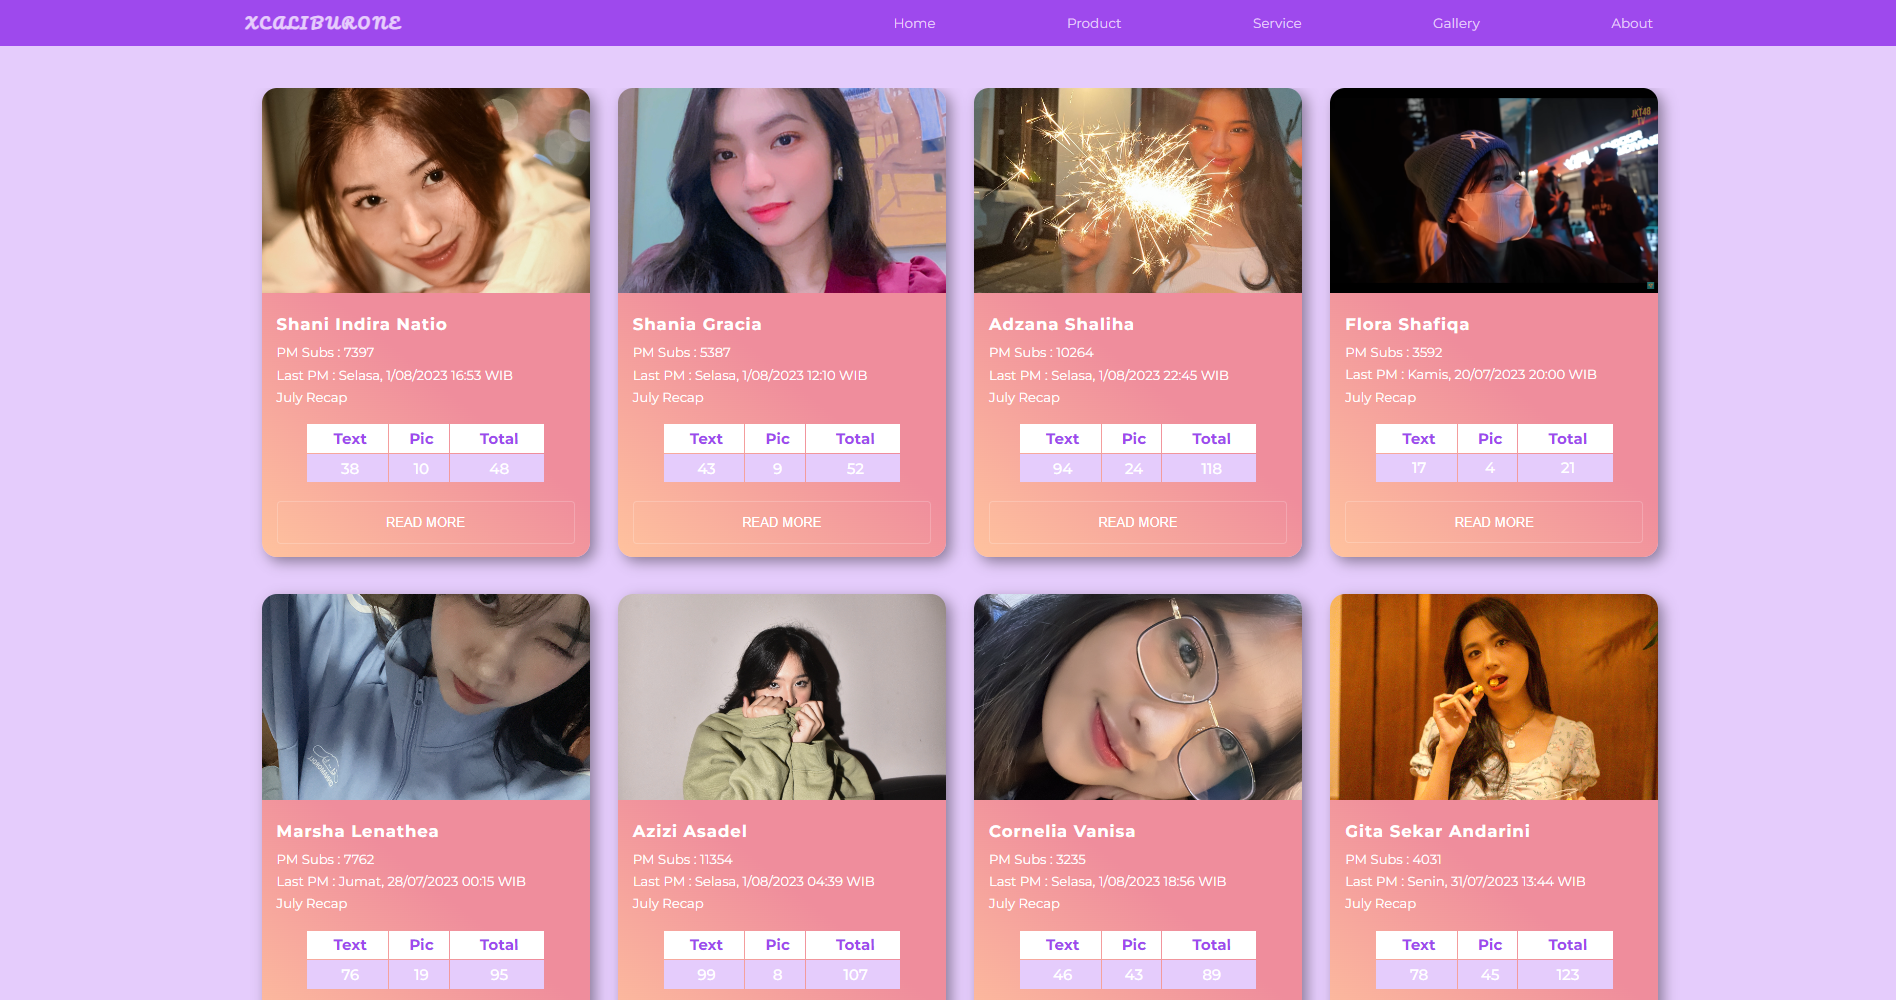 XCALIBURONE
Home Product Service Gallery About
JKT48
TV
Shani Indira Natio
PM Subs : 7397
Last PM : Selasa, 1/08/2023 16:53 WIB
July Recap
Text Pic Total
38 10 48
READ MORE
Shania Gracia
PM Subs : 5387
Last PM : Selasa, 1/08/2023 12:10 WIB
July Recap
Text Pic Total
43 9 52
READ MORE
Adzana Shaliha
PM Subs : 10264
Last PM : Selasa, 1/08/2023 22:45 WIB
July Recap
Text Pic Total
94 24 118
READ MORE
Flora Shafiqa
PM Subs : 3592
Last PM : Kamis, 20/07/2023 20:00 WIB
July Recap
Text Pic Total
17 4 21
READ MORE
Marsha Lenathea
PM Subs : 7762
Last PM : Jumat, 28/07/2023 00:15 WIB
July Recap
Text Pic Total
76 19 95
Azizi Asadel
PM Subs : 11354
Last PM : Selasa, 1/08/2023 04:39 WIB
July Recap
Text Pic Total
99 8 107
Cornelia Vanisa
PM Subs : 3235
Last PM : Selasa, 1/08/2023 18:56 WIB
July Recap
Text Pic Total
46 43 89
Gita Sekar Andarini
PM Subs : 4031
Last PM : Senin, 31/07/2023 13:44 WIB
July Recap
Text Pic Total
78 45 123